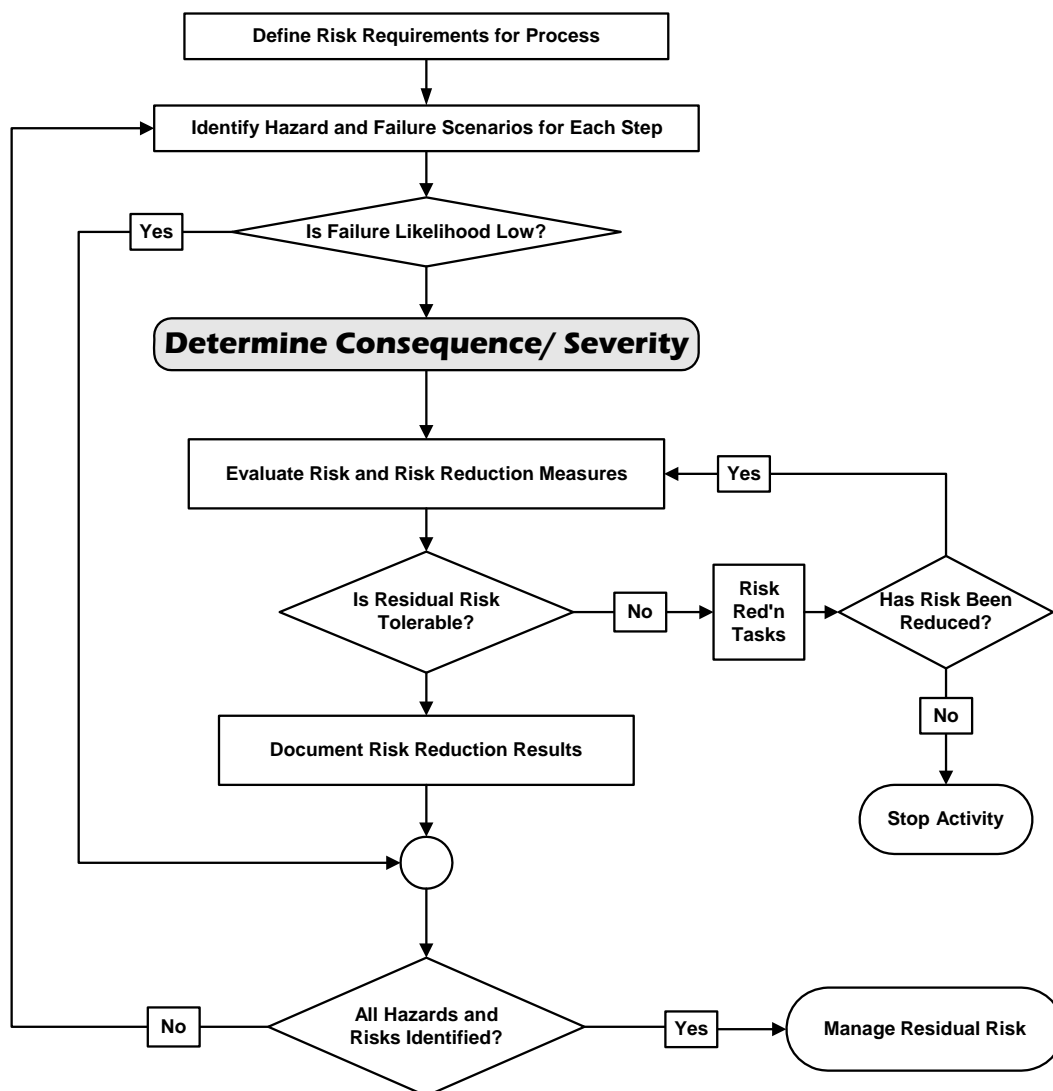 Define Risk Requirements for Process
Identify Hazard and Failure Scenarios for Each Step
Yes
Is Failure Likelihood Low?
Determine Consequence/ Severity
Evaluate Risk and Risk Reduction Measures
Yes
Is Residual Risk
Tolerable?
No
Risk
Red'n
Tasks
Has Risk Been
Reduced?
No
Document Risk Reduction Results
Stop Activity
No
All Hazards and
Risks Identified?
Yes
Manage Residual Risk